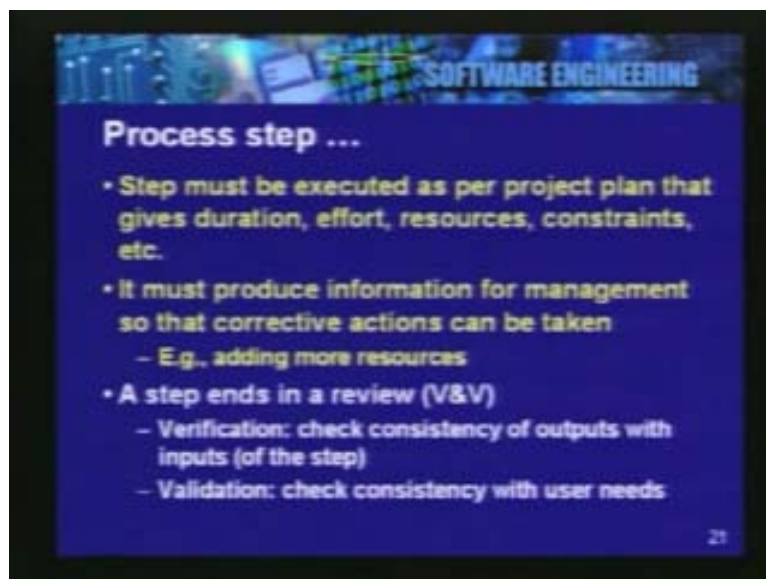 SOFTWARE ENGINEERING
Process step ...
• Step must be executed as per project plan that
gives duration, effort, resources, constraints,
etc.
• It must produce information for management
so that corrective actions can be taken
– E.g., adding more resources
• A step ends in a review (V&V)
– Verification: check consistency of outputs with
inputs (of the step)
– Validation: check consistency with user needs
21